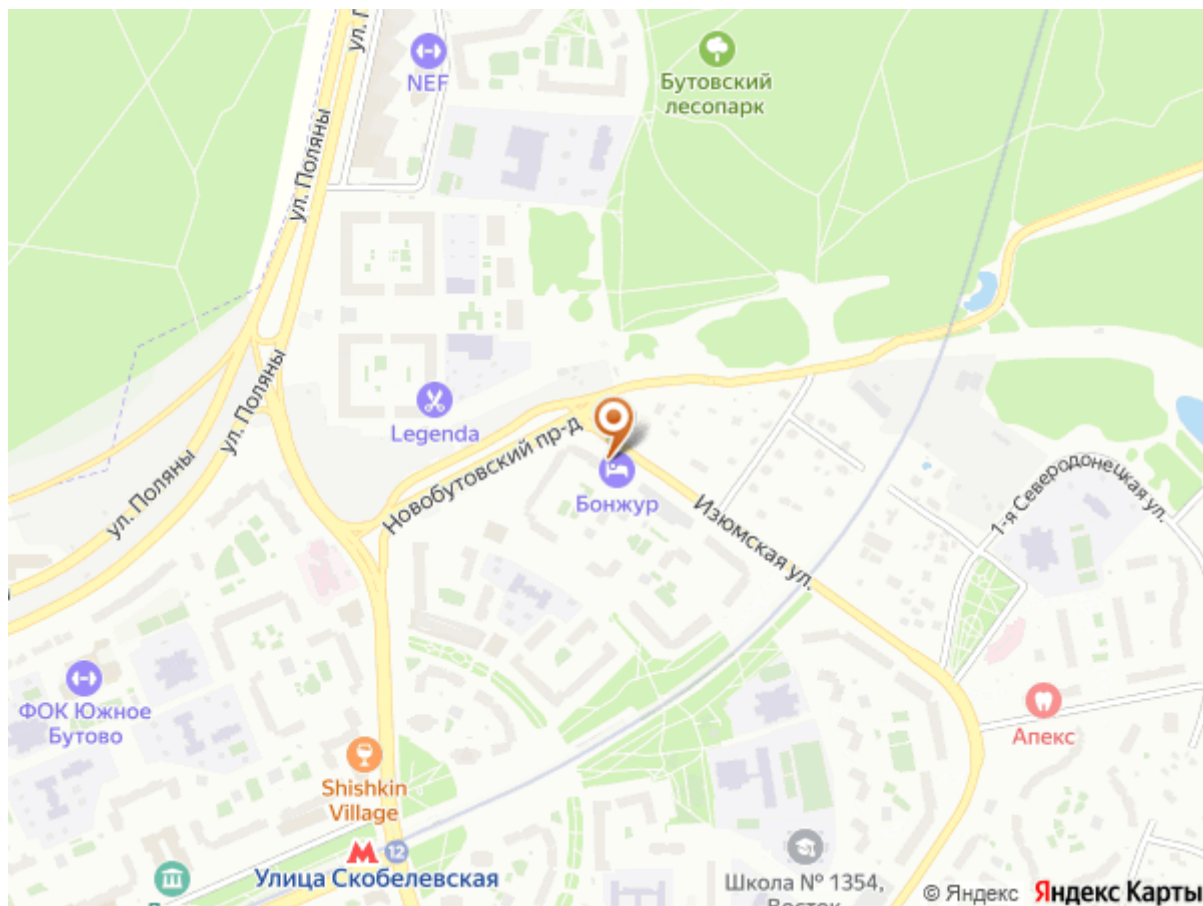 ул. Поляны
NEF
Бутовский
лесопарк
ул. Поляны
Legenda
ул. Поляны
Новобутовский пр-д
ул. Поляны
Бонжур
Изюмская ул.
1-я Северодонецкая ул.
ФОК Южное
Бутово
Апекс
Shishkin
Village
12
Улица Скобелевская
Школа № 1354,
© Яндекс Яндекс Карты